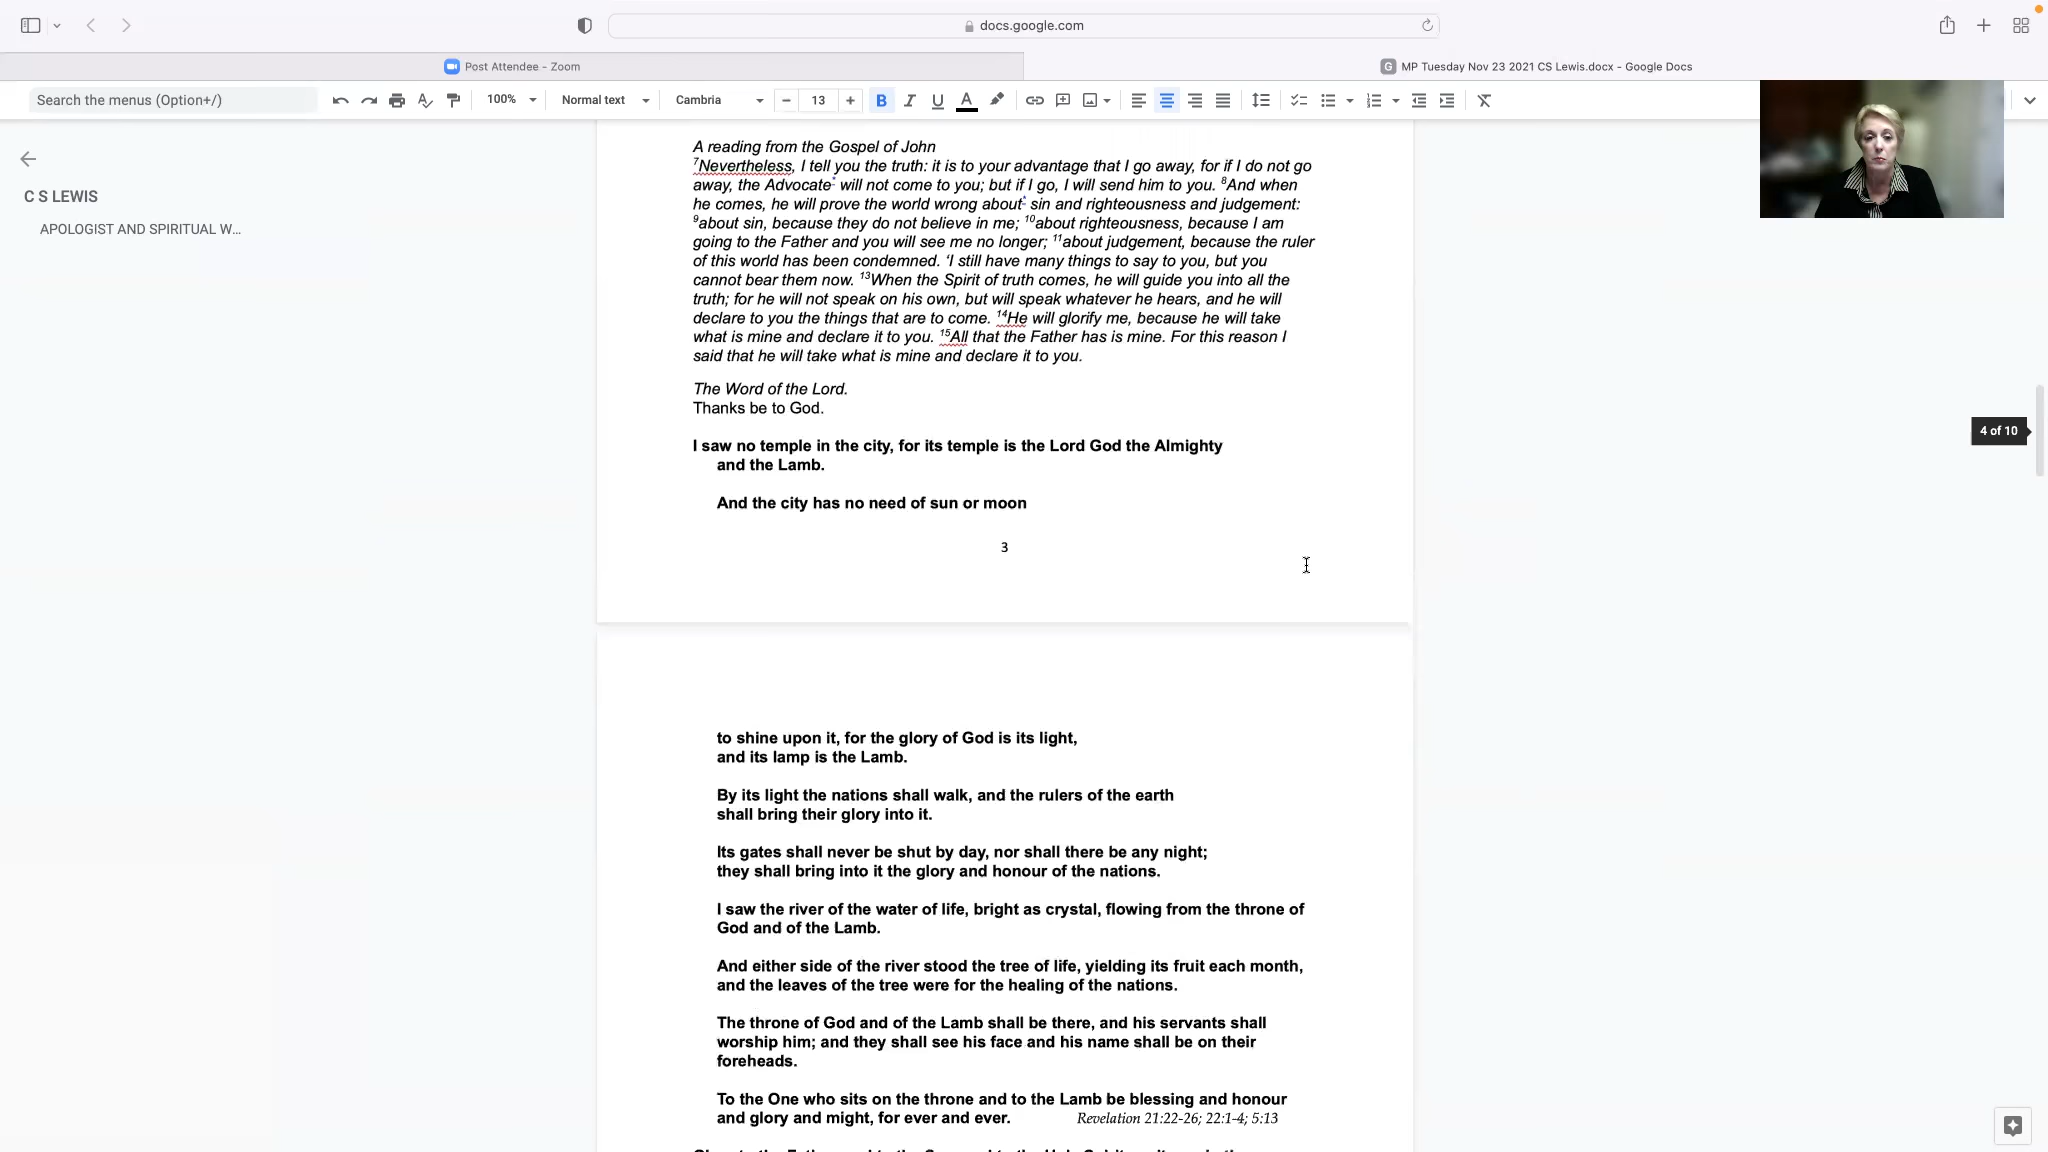 docs.google.com
Post Attendee - Zoom
G MP Tuesday Nov 23 2021 CS Lewis.docx - Google Docs
Search the menus (Option+/)
100% Normal text Cambria − 13 + B I U A
C S LEWIS
APOLOGIST AND SPIRITUAL W...
A reading from the Gospel of John
7Nevertheless, I tell you the truth: it is to your advantage that I go away, for if I do not go
away, the Advocate* will not come to you; but if I go, I will send him to you. 8And when
he comes, he will prove the world wrong about* sin and righteousness and judgement:
9about sin, because they do not believe in me; 10about righteousness, because I am
going to the Father and you will see me no longer; 11about judgement, because the ruler
of this world has been condemned. ‘I still have many things to say to you, but you
cannot bear them now. 13When the Spirit of truth comes, he will guide you into all the
truth; for he will not speak on his own, but will speak whatever he hears, and he will
declare to you the things that are to come. 14He will glorify me, because he will take
what is mine and declare it to you. 15All that the Father has is mine. For this reason I
said that he will take what is mine and declare it to you.
The Word of the Lord.
Thanks be to God.
4 of 10
I saw no temple in the city, for its temple is the Lord God the Almighty
and the Lamb.
And the city has no need of sun or moon
3
to shine upon it, for the glory of God is its light,
and its lamp is the Lamb.
By its light the nations shall walk, and the rulers of the earth
shall bring their glory into it.
Its gates shall never be shut by day, nor shall there be any night;
they shall bring into it the glory and honour of the nations.
I saw the river of the water of life, bright as crystal, flowing from the throne of
God and of the Lamb.
And either side of the river stood the tree of life, yielding its fruit each month,
and the leaves of the tree were for the healing of the nations.
The throne of God and of the Lamb shall be there, and his servants shall
worship him; and they shall see his face and his name shall be on their
foreheads.
To the One who sits on the throne and to the Lamb be blessing and honour
and glory and might, for ever and ever. Revelation 21:22-26; 22:1-4; 5:13